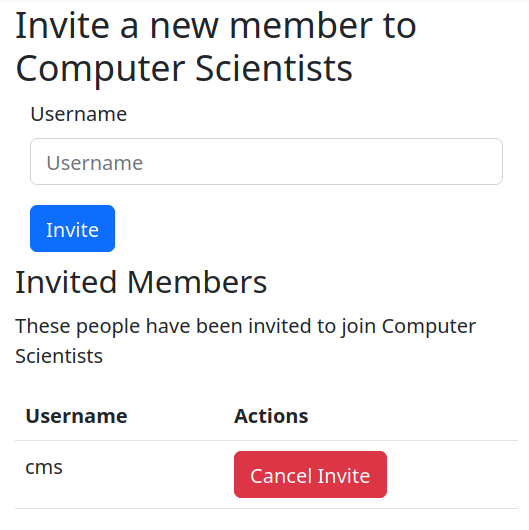 Invite a new member to
Computer Scientists
Username
Username
Invite
Invited Members
These people have been invited to join Computer
Scientists
Username Actions
cms Cancel Invite